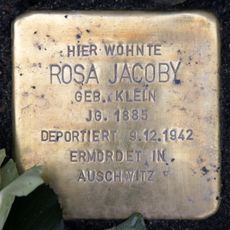 HIER WOHNTE
ROSA JACOBY
GEB. KLEIN
JG. 1885
DEPORTIERT 9.12.1942
ERMORDET IN
AUSCHWITZ